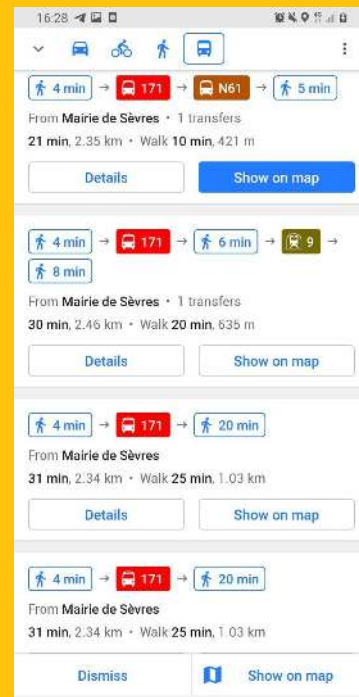 16:28
4 min → 171 → N61 → 5 min
From Mairie de Sèvres • 1 transfers
21 min, 2.35 km • Walk 10 min, 421 m
Details Show on map
4 min → 171 → 6 min → 9 →
8 min
From Mairie de Sèvres • 1 transfers
30 min, 2.46 km • Walk 20 min, 635 m
Details Show on map
4 min → 171 → 20 min
From Mairie de Sèvres
31 min, 2.34 km • Walk 25 min, 1.03 km
Details Show on map
4 min → 171 → 20 min
From Mairie de Sèvres
31 min, 2.34 km • Walk 25 min, 1.03 km
Dismiss Show on map